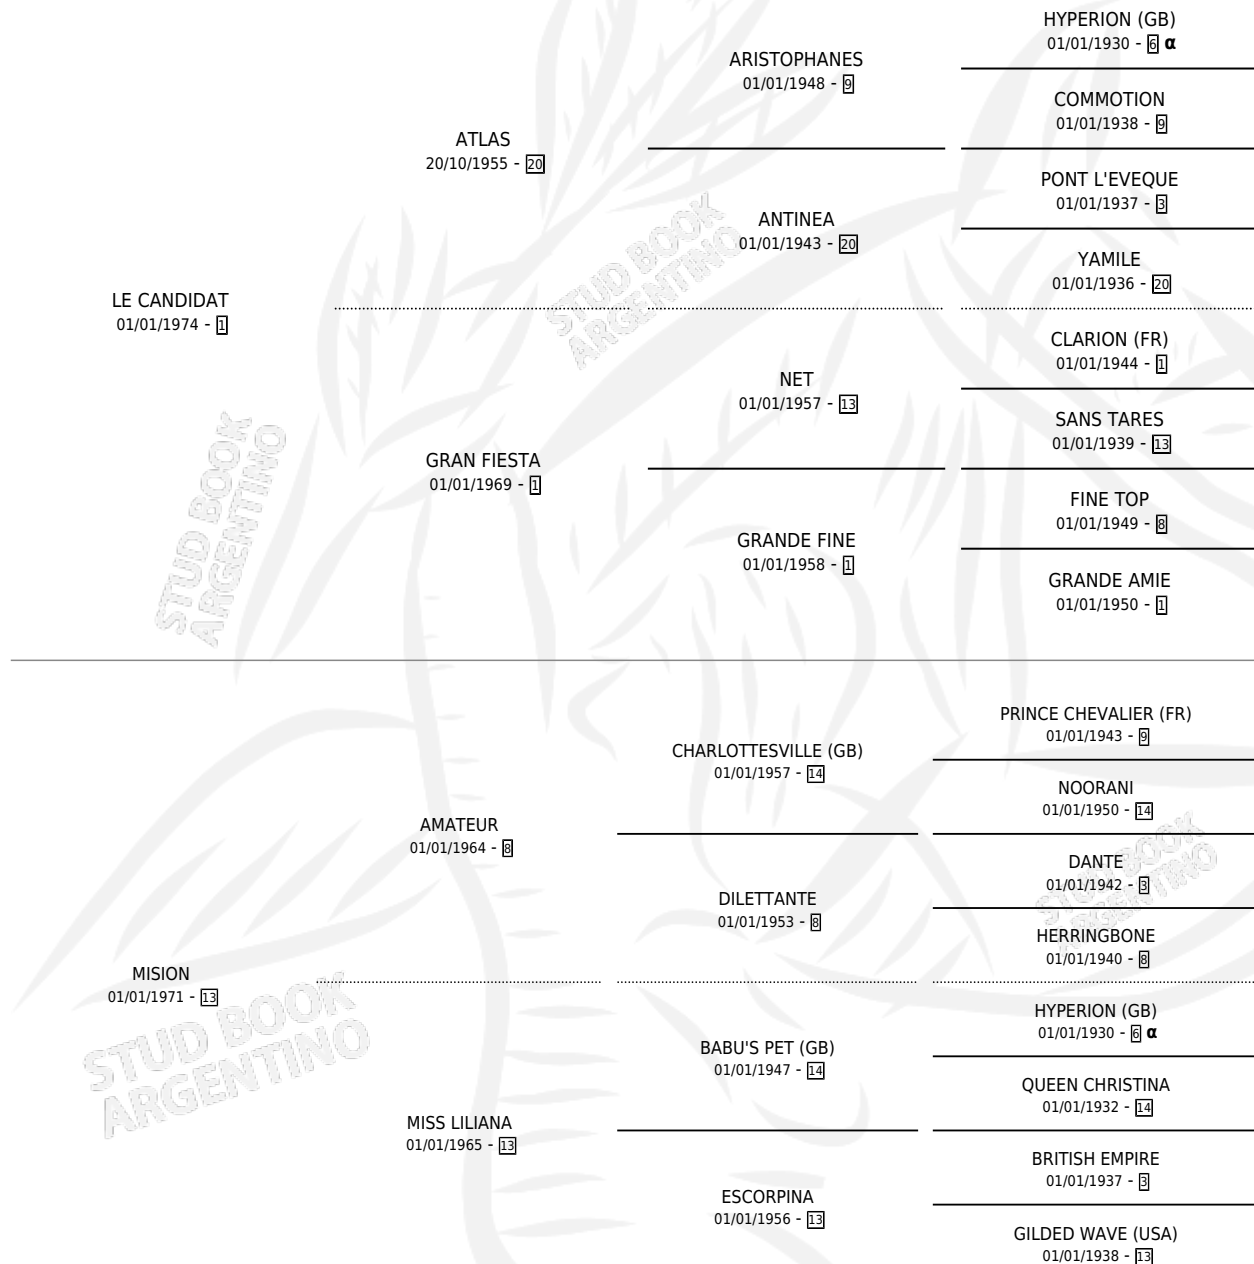 HYPERION (GB)
01/01/1930 - 6 α
ARISTOPHANES
01/01/1948 - 9
COMMOTION
01/01/1938 - 9
ATLAS
20/10/1955 - 20
PONT L'EVEQUE
01/01/1937 - 3
ANTINEA
01/01/1943 - 20
YAMILE
01/01/1936 - 20
STUD BOOK
ARGENTINO
LE CANDIDAT
01/01/1974 - 1
CLARION (FR)
01/01/1944 - 1
NET
01/01/1957 - 13
SANS TARES
01/01/1939 - 13
GRAN FIESTA
01/01/1969 - 1
FINE TOP
01/01/1949 - 8
GRANDE FINE
01/01/1958 - 1
GRANDE AMIE
01/01/1950 - 1
STUD BOOK
ARGENTINO
PRINCE CHEVALIER (FR)
01/01/1943 - 9
CHARLOTTESVILLE (GB)
01/01/1957 - 14
NOORANI
01/01/1950 - 14
AMATEUR
01/01/1964 - 8
DANTE
01/01/1942 - 3
STUD BOOK
ARGENTINO
DILETTANTE
01/01/1953 - 8
HERRINGBONE
01/01/1940 - 8
MISION
01/01/1971 - 13
HYPERION (GB)
01/01/1930 - 6 α
BABU'S PET (GB)
01/01/1947 - 14
STUD BOOK
ARGENTINO
QUEEN CHRISTINA
01/01/1932 - 14
MISS LILIANA
01/01/1965 - 13
BRITISH EMPIRE
01/01/1937 - 3
ESCORPINA
01/01/1956 - 13
GILDED WAVE (USA)
01/01/1938 - 13